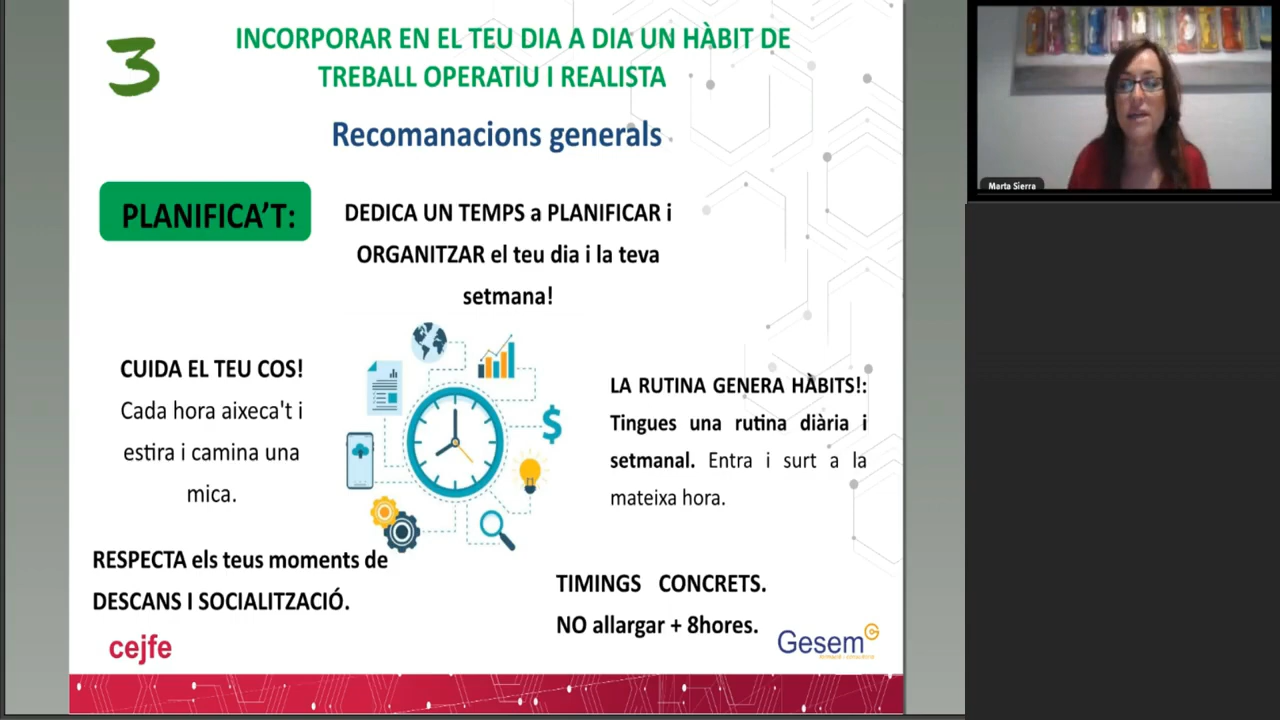 3
INCORPORAR EN EL TEU DIA A DIA UN HÀBIT DE
TREBALL OPERATIU I REALISTA
Recomanacions generals
PLANIFICA'T:
DEDICA UN TEMPS a PLANIFICAR i
ORGANITZAR el teu dia i la teva
setmana!
CUIDA EL TEU COS!
Cada hora aixeca't i
estira i camina una
mica.
LA RUTINA GENERA HÀBITS!:
Tingues una rutina diària i
setmanal. Entra i surt a la
mateixa hora.
RESPECTA els teus moments de
DESCANS I SOCIALITZACIÓ.
TIMINGS CONCRETS.
NO allargar + 8hores.
cejfe
Gesem
Marta Sierra